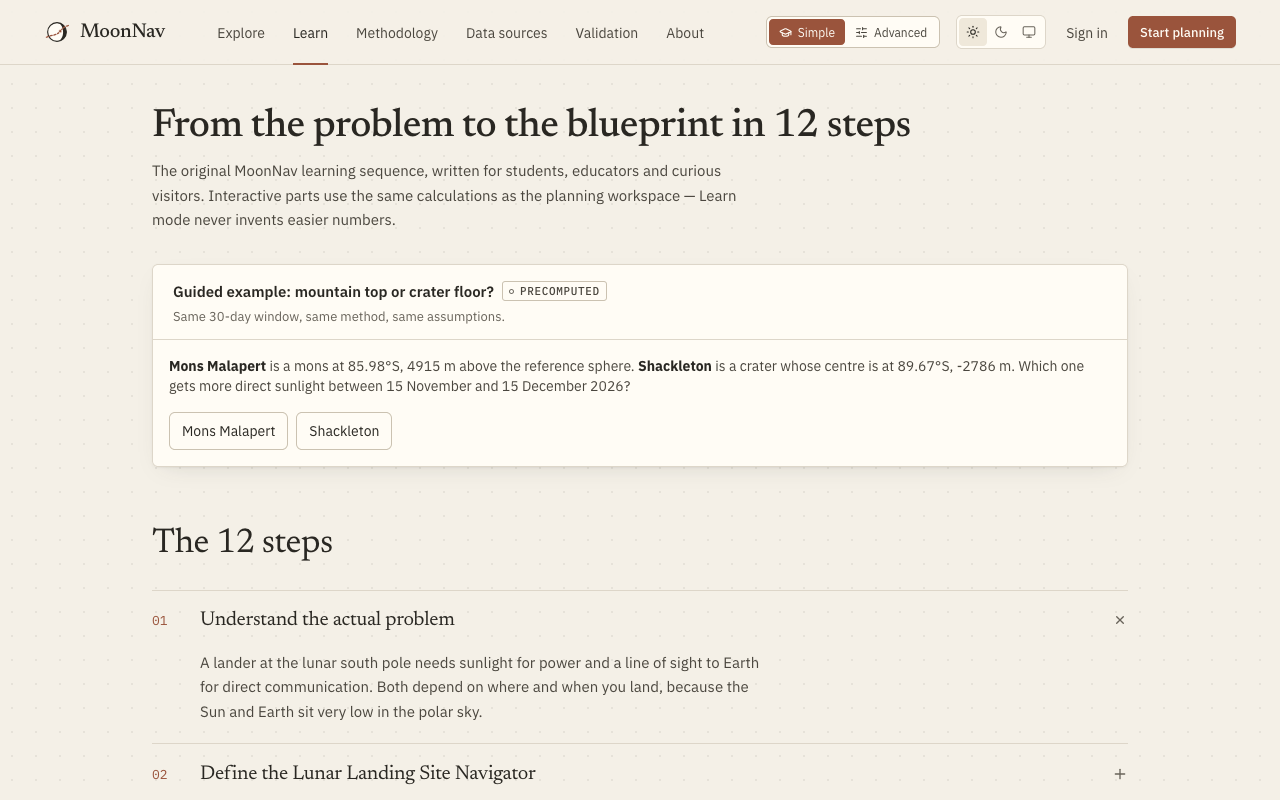 MoonNav
Explore
Learn
Methodology
Data sources
Validation
About
Simple
Advanced
Sign in
Start planning
From the problem to the blueprint in 12 steps
The original MoonNav learning sequence, written for students, educators and curious
visitors. Interactive parts use the same calculations as the planning workspace — Learn
mode never invents easier numbers.
Guided example: mountain top or crater floor?
PRECOMPUTED
Same 30-day window, same method, same assumptions.
Mons Malapert is a mons at 85.98°S, 4915 m above the reference sphere. Shackleton is a crater whose centre is at 89.67°S, -2786 m. Which one
gets more direct sunlight between 15 November and 15 December 2026?
Mons Malapert
Shackleton
The 12 steps
01
Understand the actual problem
A lander at the lunar south pole needs sunlight for power and a line of sight to Earth
for direct communication. Both depend on where and when you land, because the
Sun and Earth sit very low in the polar sky.
02
Define the Lunar Landing Site Navigator